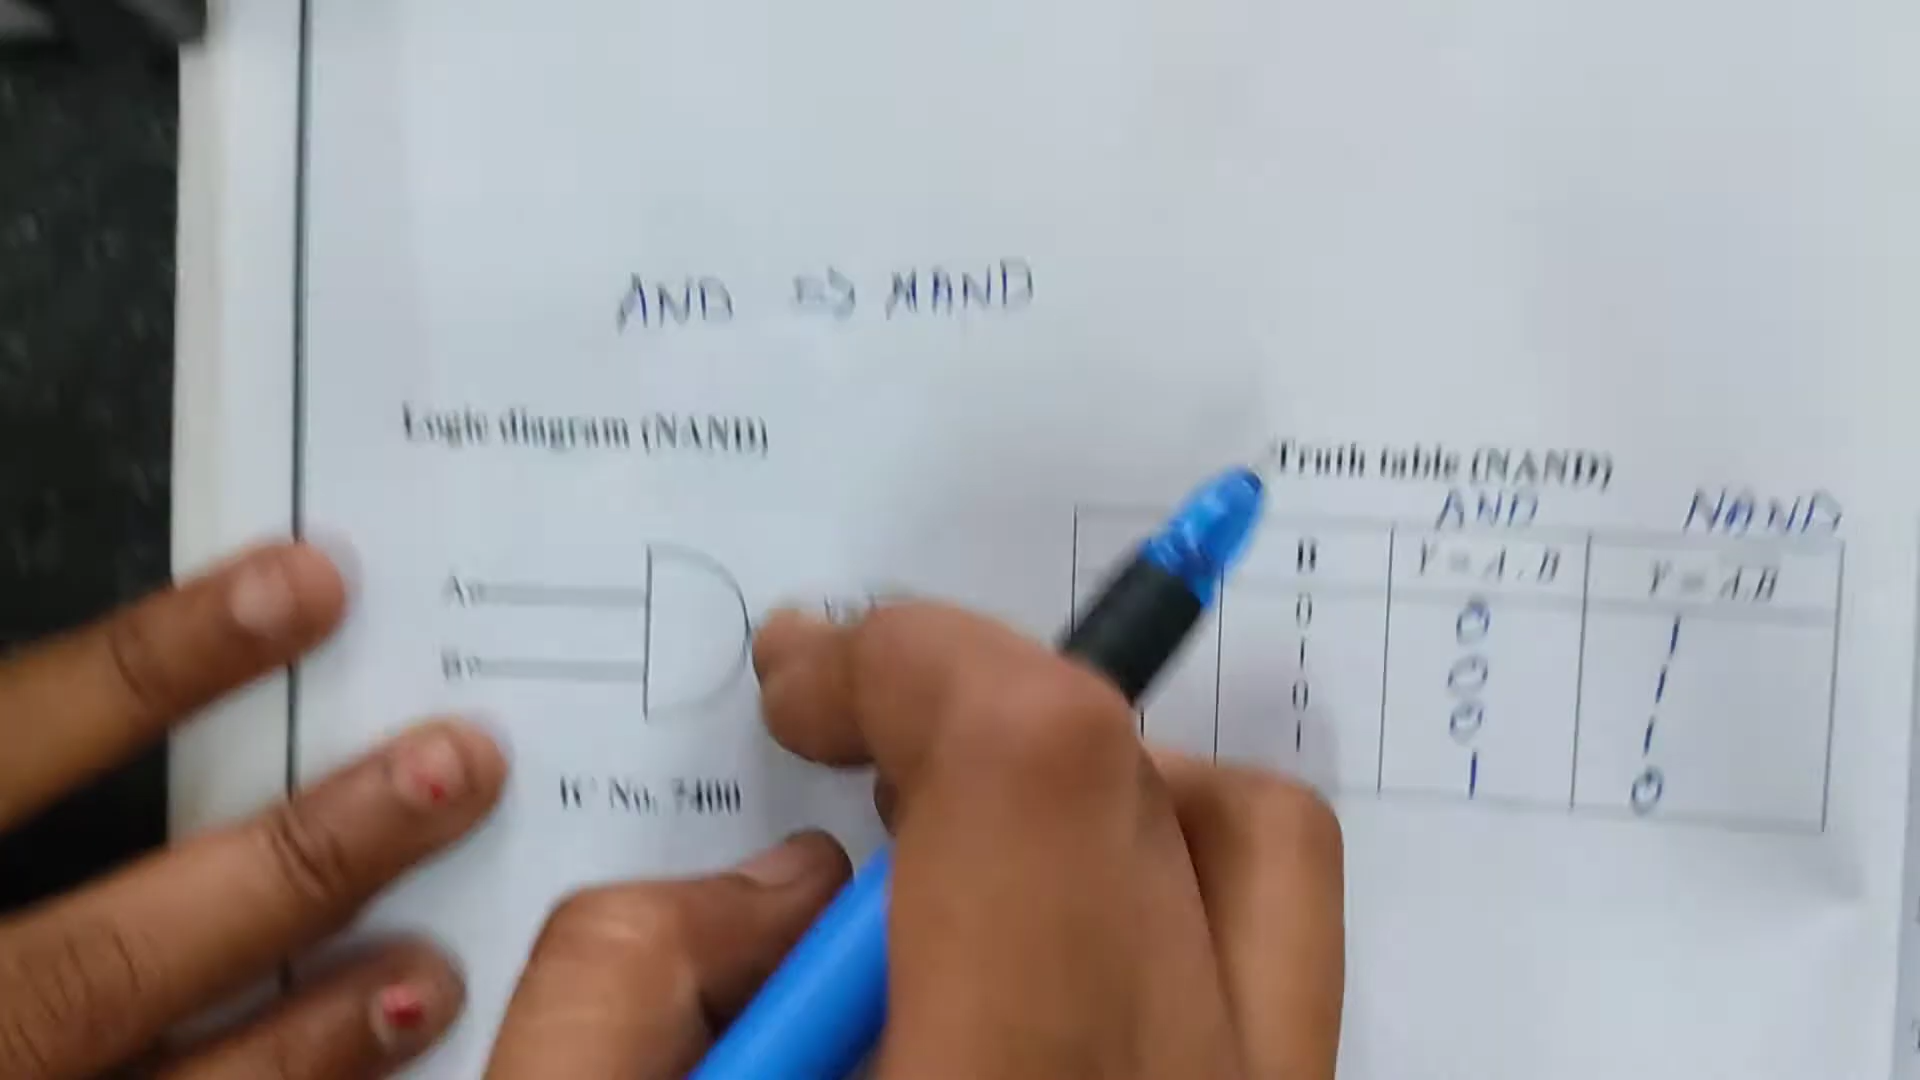 AND => NAND
Logic diagram (NAND)
Truth table (NAND)
AND NAND
B Y = A . B Y = A.B
A
B
0 0 1
1 0 1
0 0 1
1 1 0
IC No. 7400